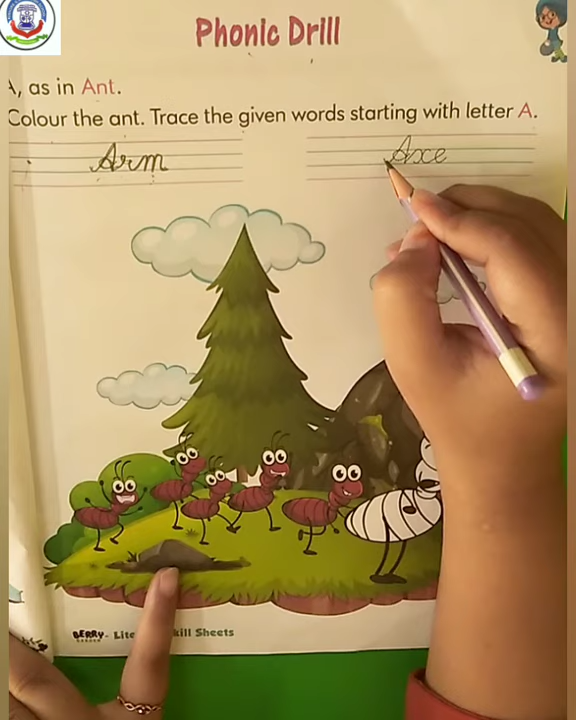 Phonic Drill
A, as in Ant.
Colour the ant. Trace the given words starting with letter A.
Arm
Axe
BERRY
kill Sheets